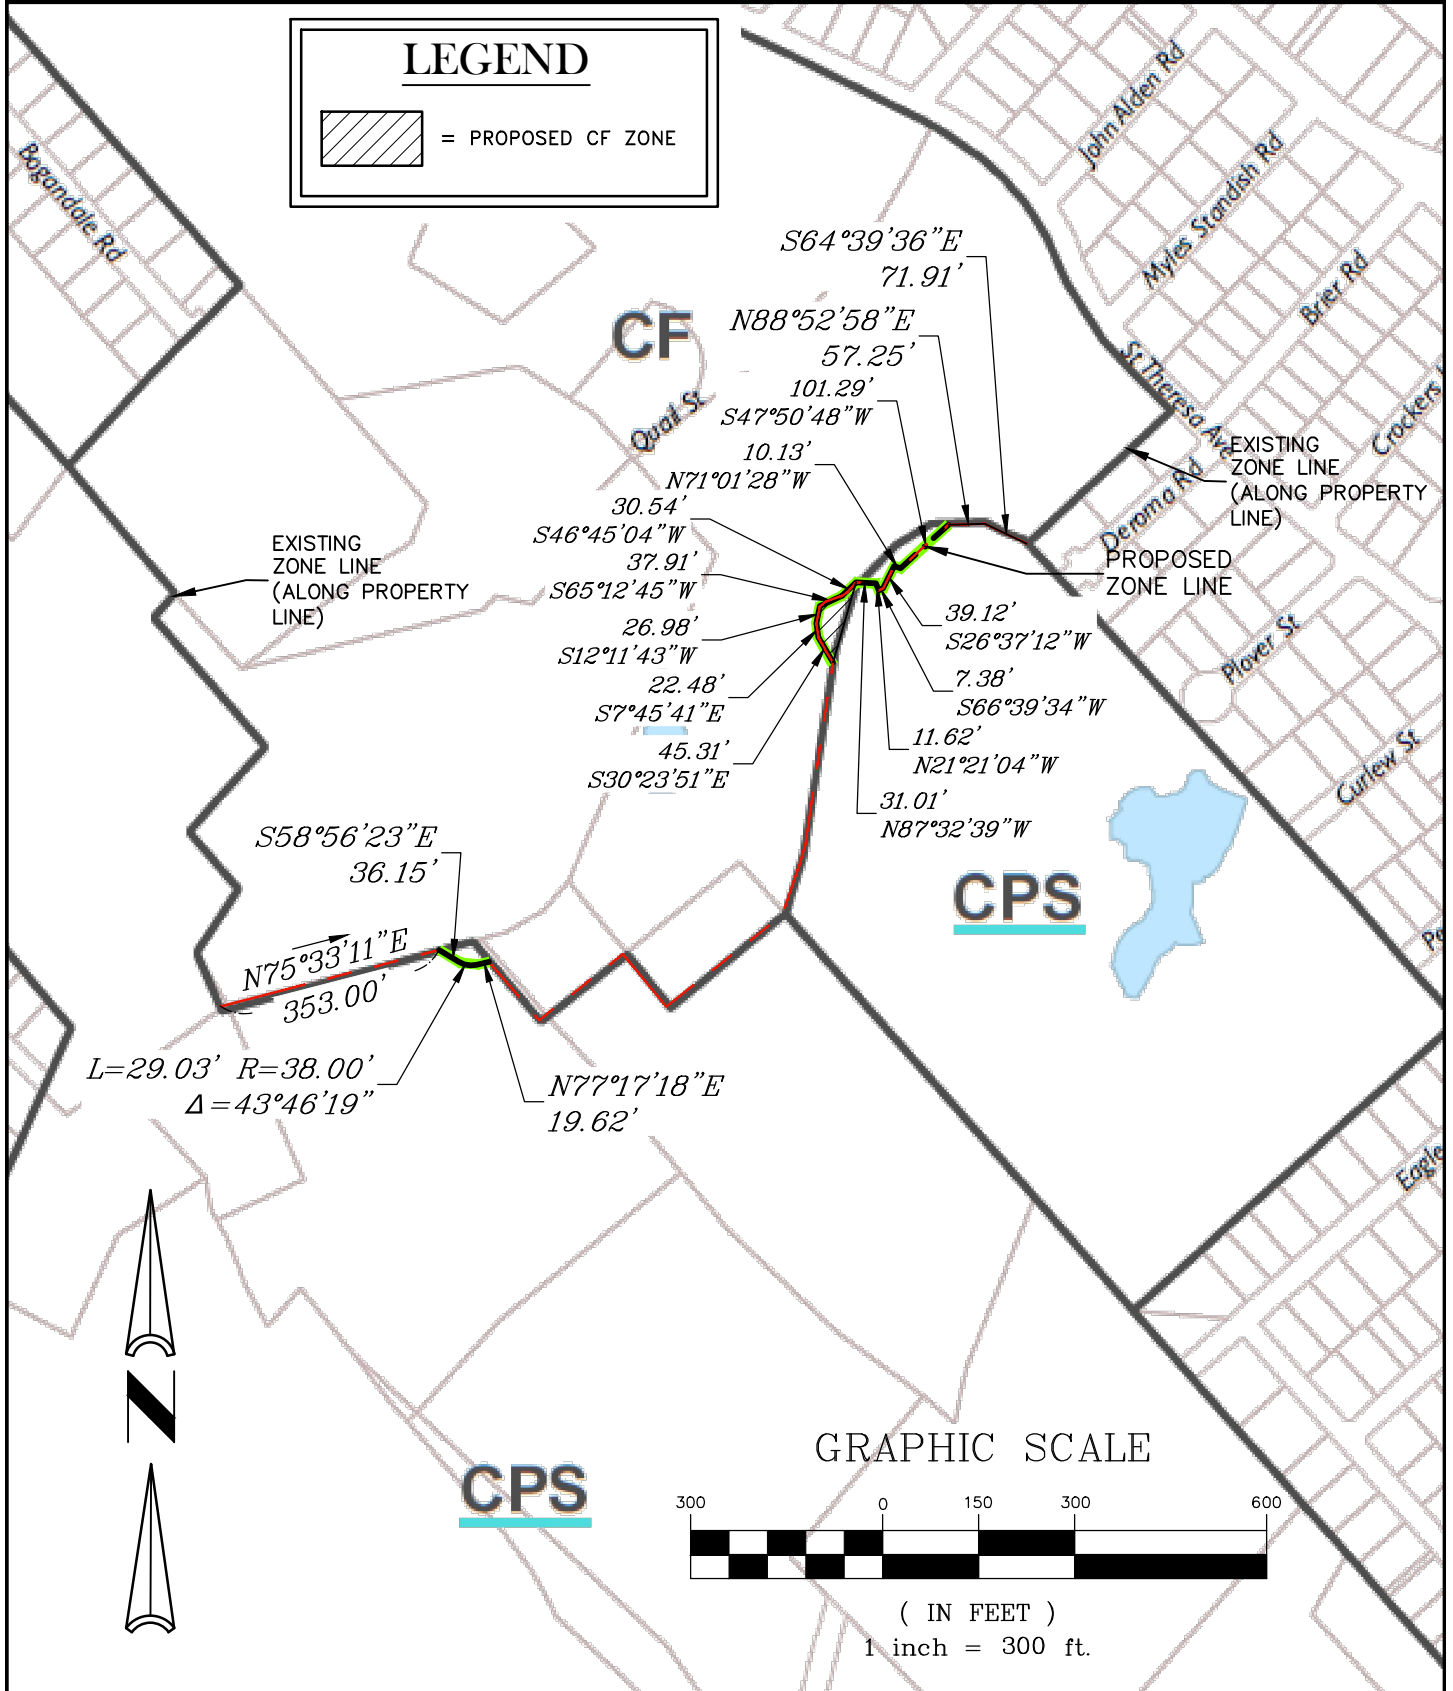 LEGEND
= PROPOSED CF ZONE
John Alden Rd
Myles Standish Rd
Brier Rd
Bogandale Rd
S64°39'36"E
71.91'
CF
N88°52'58"E
57.25'
St Theresa Ave
Quail St
101.29'
S47°50'48"W
Crockers
10.13'
N71°01'28"W
EXISTING
ZONE LINE
(ALONG PROPERTY
LINE)
Deroma Rd
30.54'
S46°45'04"W
EXISTING
ZONE LINE
(ALONG PROPERTY
LINE)
PROPOSED
ZONE LINE
37.91'
S65°12'45"W
39.12'
S26°37'12"W
26.98'
S12°11'43"W
Plover St
7.38'
S66°39'34"W
22.48'
S7°45'41"E
11.62'
N21°21'04"W
45.31'
S30°23'51"E
Curlew St
31.01'
N87°32'39"W
S58°56'23"E
36.15'
CPS
N75°33'11"E
353.00'
L=29.03' R=38.00'
Δ=43°46'19"
N77°17'18"E
19.62'
Eagle
N
CPS
GRAPHIC SCALE
300 0 150 300 600
( IN FEET )
1 inch = 300 ft.